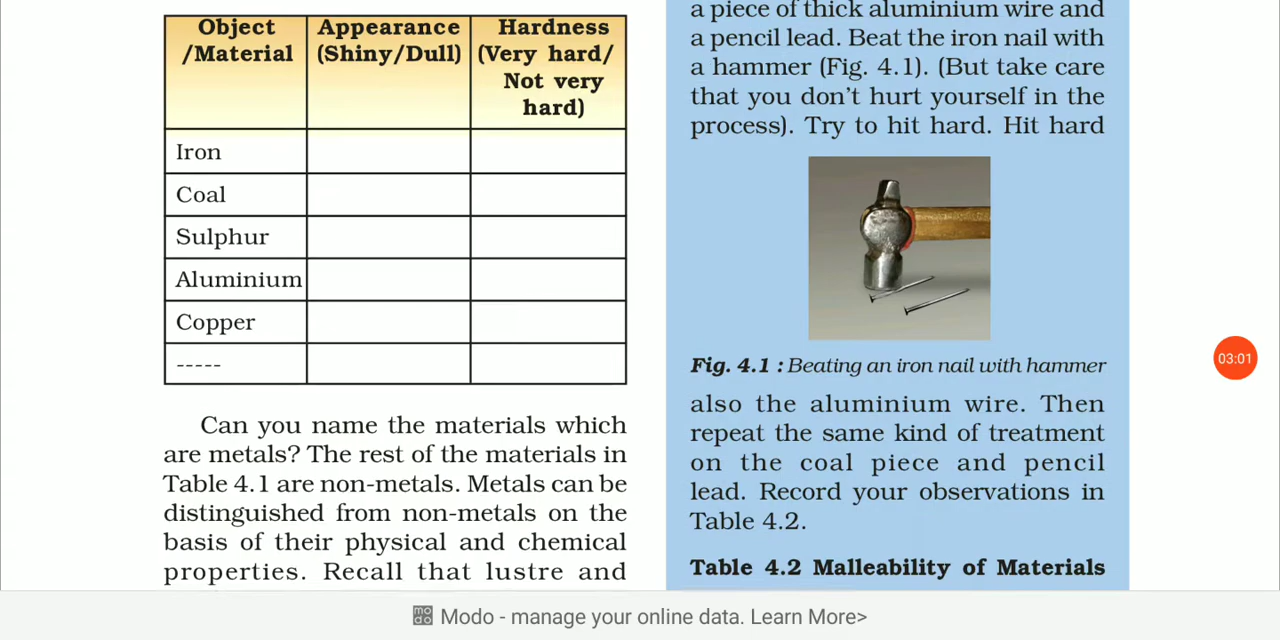 Object Appearance Hardness
/Material (Shiny/Dull) (Very hard/
Not very
hard)
Iron
Coal
Sulphur
Aluminium
Copper
-----
Can you name the materials which
are metals? The rest of the materials in
Table 4.1 are non-metals. Metals can be
distinguished from non-metals on the
basis of their physical and chemical
properties. Recall that lustre and
a piece of thick aluminium wire and
a pencil lead. Beat the iron nail with
a hammer (Fig. 4.1). (But take care
that you don't hurt yourself in the
process). Try to hit hard. Hit hard
Fig. 4.1 : Beating an iron nail with hammer
also the aluminium wire. Then
repeat the same kind of treatment
on the coal piece and pencil
lead. Record your observations in
Table 4.2.
Table 4.2 Malleability of Materials
03:01
modo Modo - manage your online data. Learn More>